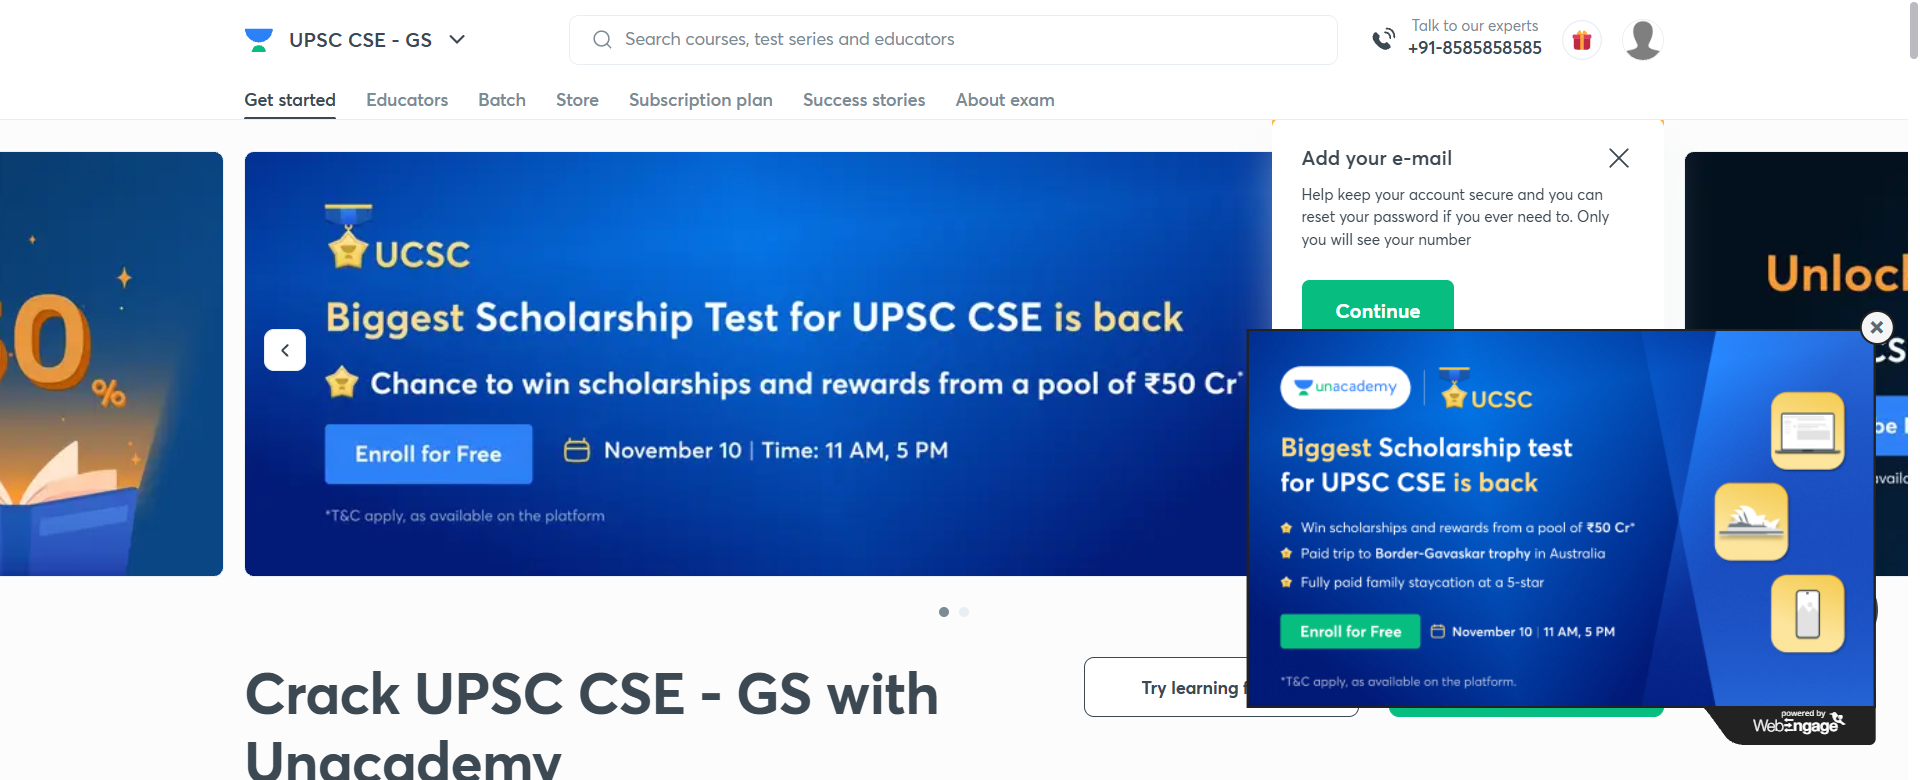 UPSC CSE - GS
Search courses, test series and educators
Talk to our experts
+91-8585858585
Get started
Educators
Batch
Store
Subscription plan
Success stories
About exam
50
%
UCSC
Biggest Scholarship Test for UPSC CSE is back
Chance to win scholarships and rewards from a pool of ₹50 Cr*
Enroll for Free
November 10 | Time: 11 AM, 5 PM
*T&C apply, as available on the platform
Add your e-mail
Help keep your account secure and you can
reset your password if you ever need to. Only
you will see your number
Continue
unacademy
UCSC
Biggest Scholarship test
for UPSC CSE is back
Win scholarships and rewards from a pool of ₹50 Cr*
Paid trip to Border-Gavaskar trophy in Australia
Fully paid family staycation at a 5-star
Enroll for Free
November 10 | 11 AM, 5 PM
*T&C apply, as available on the platform.
powered by
WebEngage
Crack UPSC CSE - GS with
Unacademy
Try learning